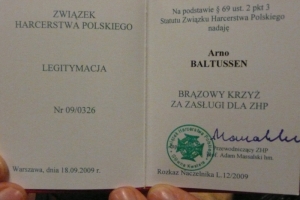 ZWIĄZEK
HARCERSTWA POLSKIEGO
LEGITYMACJA
Nr 09/0326
Warszawa, dnia 18.09.2009 r.
Na podstawie § 69 ust. 2 pkt 3
Statutu Związku Harcerstwa Polskiego
nadaję
Arno
BALTUSSEN
BRĄZOWY KRZYŻ
ZA ZASŁUGI DLA ZHP
Przewodniczący ZHP
Adam Massalski hm.
Rozkaz Naczelnika L.12/2009